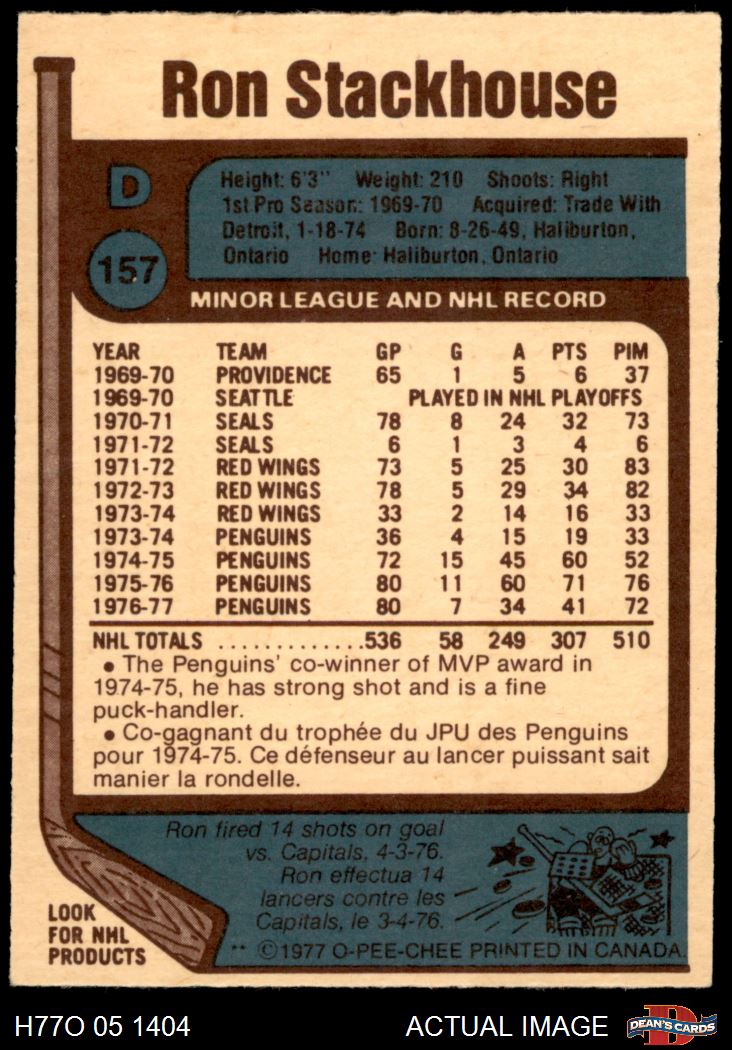 Ron Stackhouse
D
157
Height: 6'3" Weight: 210 Shoots: Right
1st Pro Season: 1969-70 Acquired: Trade With
Detroit, 1-18-74 Born: 8-26-49, Haliburton,
Ontario Home: Haliburton, Ontario
MINOR LEAGUE AND NHL RECORD
YEAR TEAM GP G A PTS PIM
1969-70 PROVIDENCE 65 1 5 6 37
1969-70 SEATTLE PLAYED IN NHL PLAYOFFS
1970-71 SEALS 78 8 24 32 73
1971-72 SEALS 6 1 3 4 6
1971-72 RED WINGS 73 5 25 30 83
1972-73 RED WINGS 78 5 29 34 82
1973-74 RED WINGS 33 2 14 16 33
1973-74 PENGUINS 36 4 15 19 33
1974-75 PENGUINS 72 15 45 60 52
1975-76 PENGUINS 80 11 60 71 76
1976-77 PENGUINS 80 7 34 41 72
NHL TOTALS .............536 58 249 307 510
• The Penguins' co-winner of MVP award in
1974-75, he has strong shot and is a fine
puck-handler.
• Co-gagnant du trophée du JPU des Penguins
pour 1974-75. Ce défenseur au lancer puissant sait
manier la rondelle.
Ron fired 14 shots on goal
vs. Capitals, 4-3-76.
Ron effectua 14
lancers contre les
Capitals, le 3-4-76.
LOOK
FOR NHL
PRODUCTS
** ©1977 O-PEE-CHEE PRINTED IN CANADA.
H77O 05 1404 ACTUAL IMAGE
D
DEAN'S CARDS